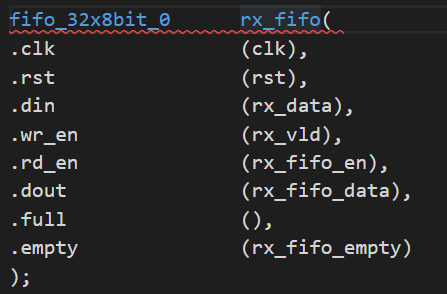 fifo_32x8bit_0 rx_fifo(
.clk (clk),
.rst (rst),
.din (rx_data),
.wr_en (rx_vld),
.rd_en (rx_fifo_en),
.dout (rx_fifo_data),
.full (),
.empty (rx_fifo_empty)
);